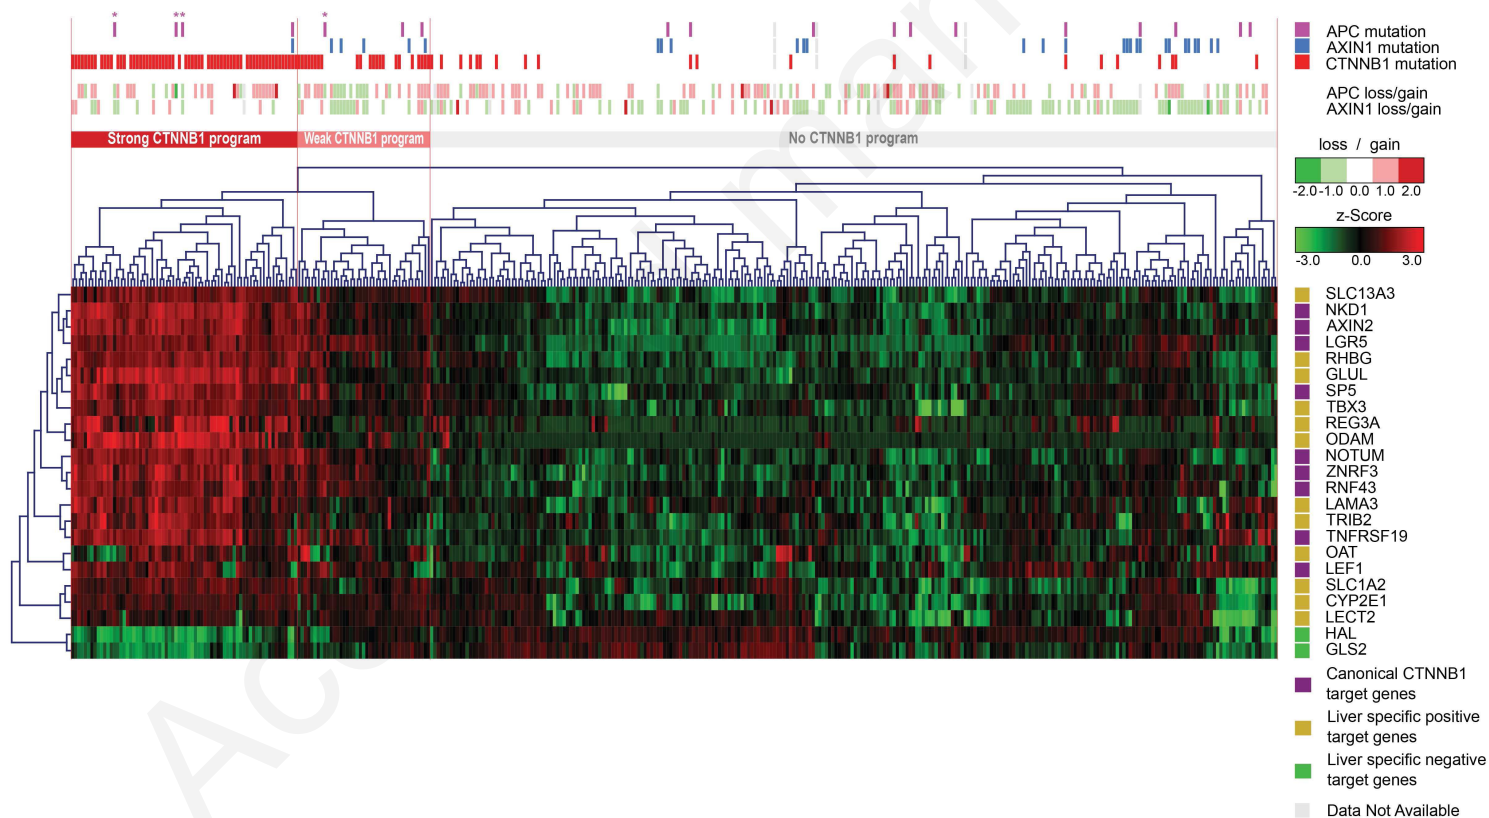 * ** *
APC mutation
AXIN1 mutation
CTNNB1 mutation
APC loss/gain
AXIN1 loss/gain
Strong CTNNB1 program Weak CTNNB1 program No CTNNB1 program
loss / gain
-2.0 -1.0 0.0 1.0 2.0
z-Score
-3.0 0.0 3.0
SLC13A3
NKD1
AXIN2
LGR5
RHBG
GLUL
SP5
TBX3
REG3A
ODAM
NOTUM
ZNRF3
RNF43
LAMA3
TRIB2
TNFRSF19
OAT
LEF1
SLC1A2
CYP2E1
LECT2
HAL
GLS2
Canonical CTNNB1
target genes
Liver specific positive
target genes
Liver specific negative
target genes
Data Not Available